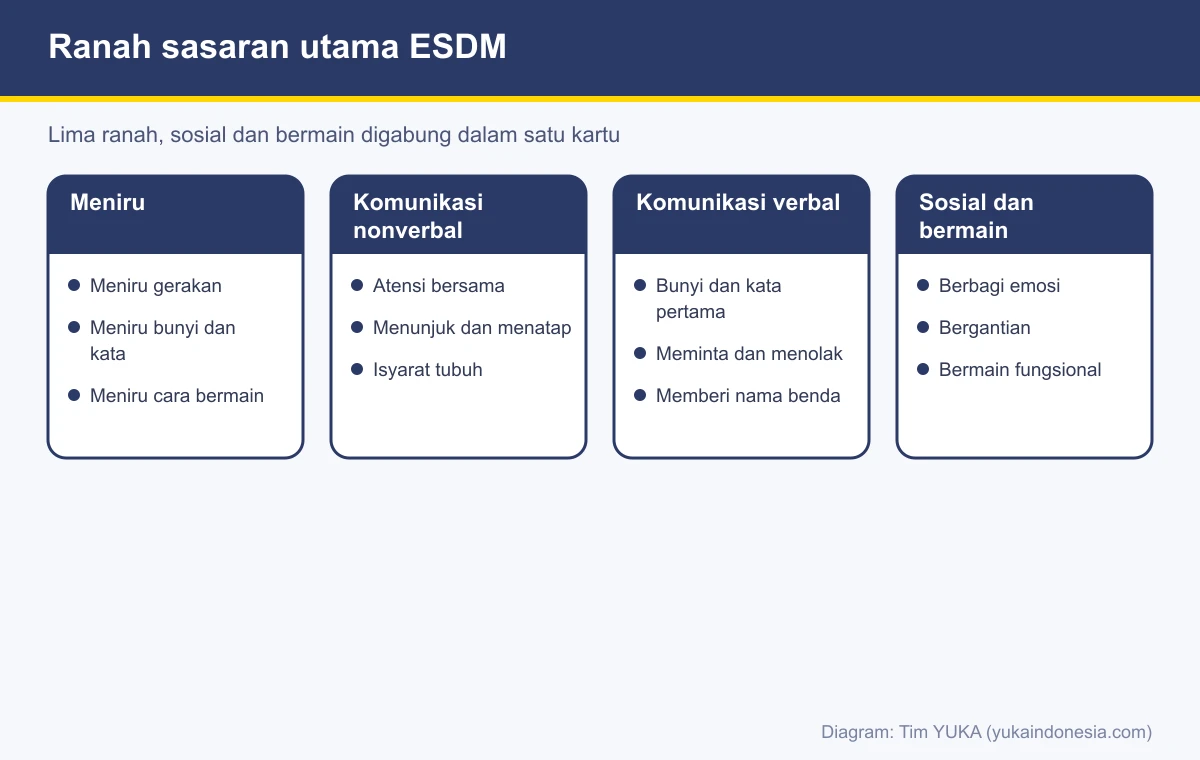 Ranah sasaran utama ESDM
Lima ranah, sosial dan bermain digabung dalam satu kartu
Meniru
Meniru gerakan
Meniru bunyi dan
kata
Meniru cara bermain
Komunikasi
nonverbal
Atensi bersama
Menunjuk dan menatap
Isyarat tubuh
Komunikasi verbal
Bunyi dan kata
pertama
Meminta dan menolak
Memberi nama benda
Sosial dan
bermain
Berbagi emosi
Bergantian
Bermain fungsional
Diagram: Tim YUKA (yukaindonesia.com)